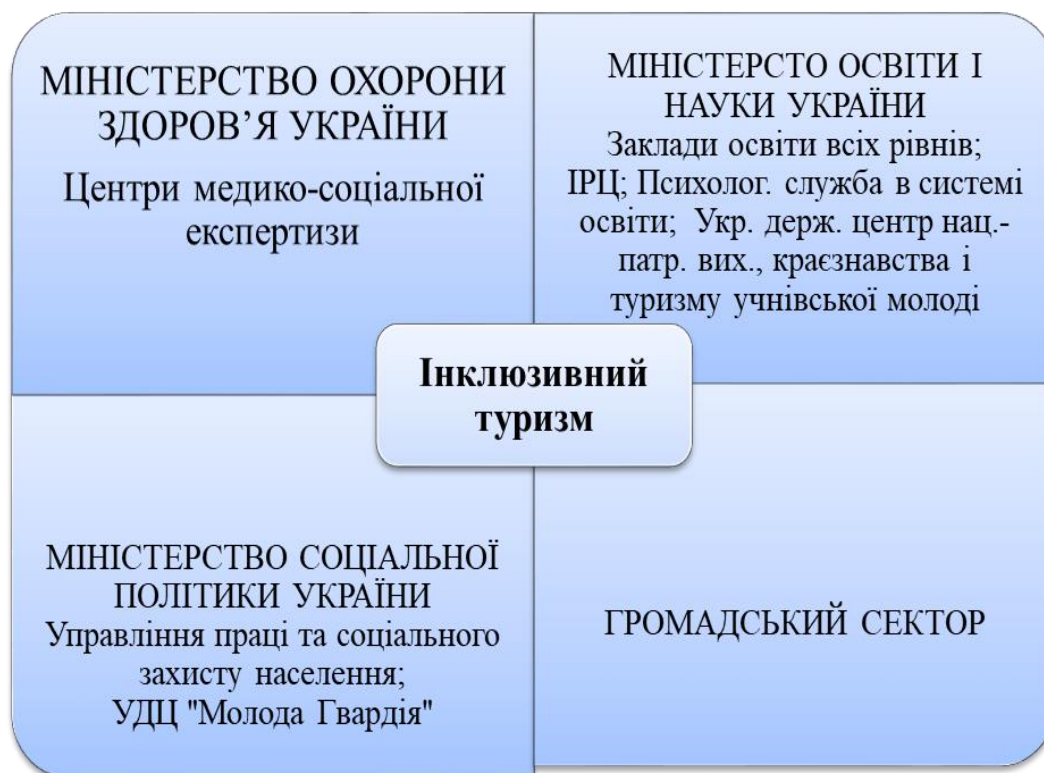 МІНІСТЕРСТВО ОХОРОНИ
ЗДОРОВ’Я УКРАЇНИ
Центри медико-соціальної
експертизи
МІНІСТЕРСТО ОСВІТИ І
НАУКИ УКРАЇНИ
Заклади освіти всіх рівнів;
ІРЦ; Психолог. служба в системі
освіти; Укр. держ. центр нац.-
патр. вих., краєзнавства і
туризму учнівської молоді
Інклюзивний
туризм
МІНІСТЕРСТВО СОЦІАЛЬНОЇ
ПОЛІТИКИ УКРАЇНИ
Управління праці та соціального
захисту населення;
УДЦ "Молода Гвардія"
ГРОМАДСЬКИЙ СЕКТОР